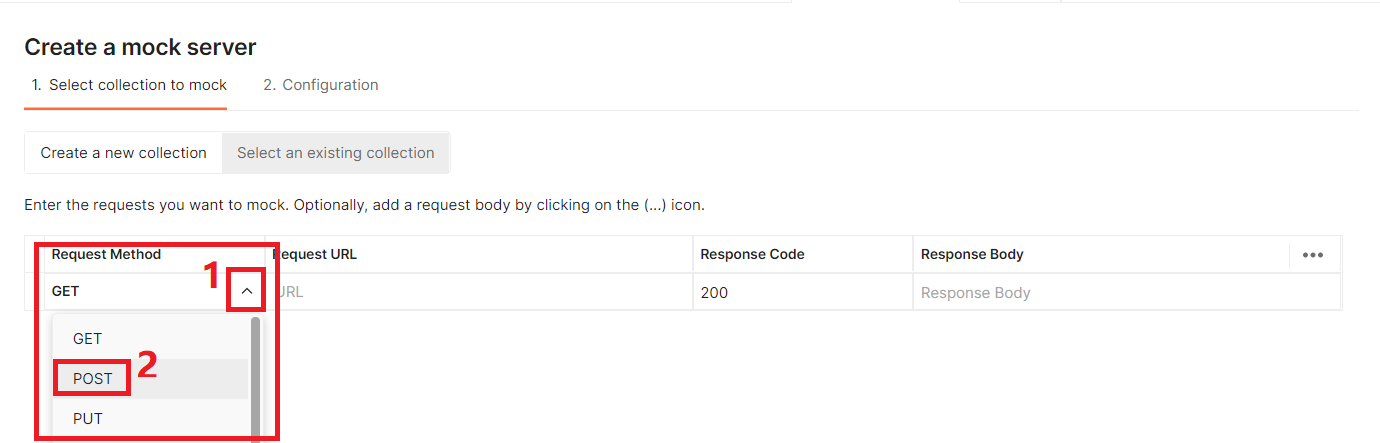 Create a mock server
1. Select collection to mock 2. Configuration
Create a new collection Select an existing collection
Enter the requests you want to mock. Optionally, add a request body by clicking on the (...) icon.
Request Method Request URL Response Code Response Body •••
1
GET URL 200 Response Body
GET
POST 2
PUT